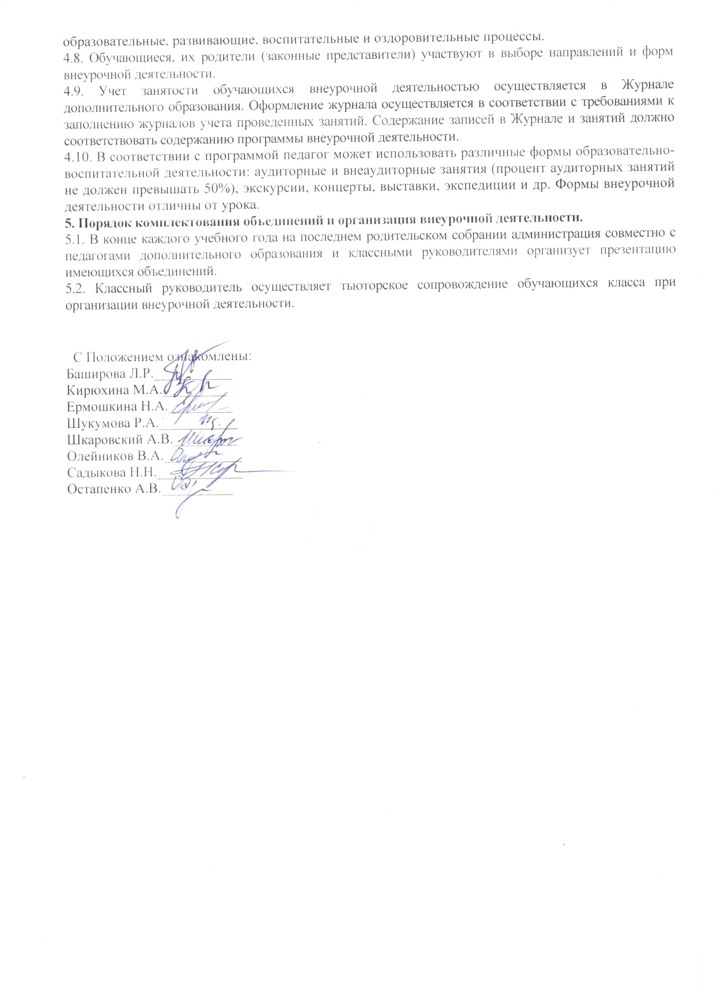 образовательные, развивающие, воспитательные и оздоровительные процессы.
4.8. Обучающиеся, их родители (законные представители) участвуют в выборе направлений и форм
внеурочной деятельности.
4.9. Учет занятости обучающихся внеурочной деятельностью осуществляется в Журнале
дополнительного образования. Оформление журнала осуществляется в соответствии с требованиями к
заполнению журналов учета проведенных занятий. Содержание записей в Журнале и занятий должно
соответствовать содержанию программы внеурочной деятельности.
4.10. В соответствии с программой педагог может использовать различные формы образовательно-
воспитательной деятельности: аудиторные и внеаудиторные занятия (процент аудиторных занятий
не должен превышать 50%), экскурсии, концерты, выставки, экспедиции и др. Формы внеурочной
деятельности отличны от урока.
5. Порядок комплектования объединений и организация внеурочной деятельности.
5.1. В конце каждого учебного года на последнем родительском собрании администрация совместно с
педагогами дополнительного образования и классными руководителями организует презентацию
имеющихся объединений.
5.2. Классный руководитель осуществляет тьюторское сопровождение обучающихся класса при
организации внеурочной деятельности.
С Положением ознакомлены:
Баширова Л.Р.
Кирюхина М.А.
Ермошкина Н.А.
Шукумова Р.А.
Шкаровский А.В.
Олейников В.А.
Садыкова Н.Н.
Остапенко А.В.